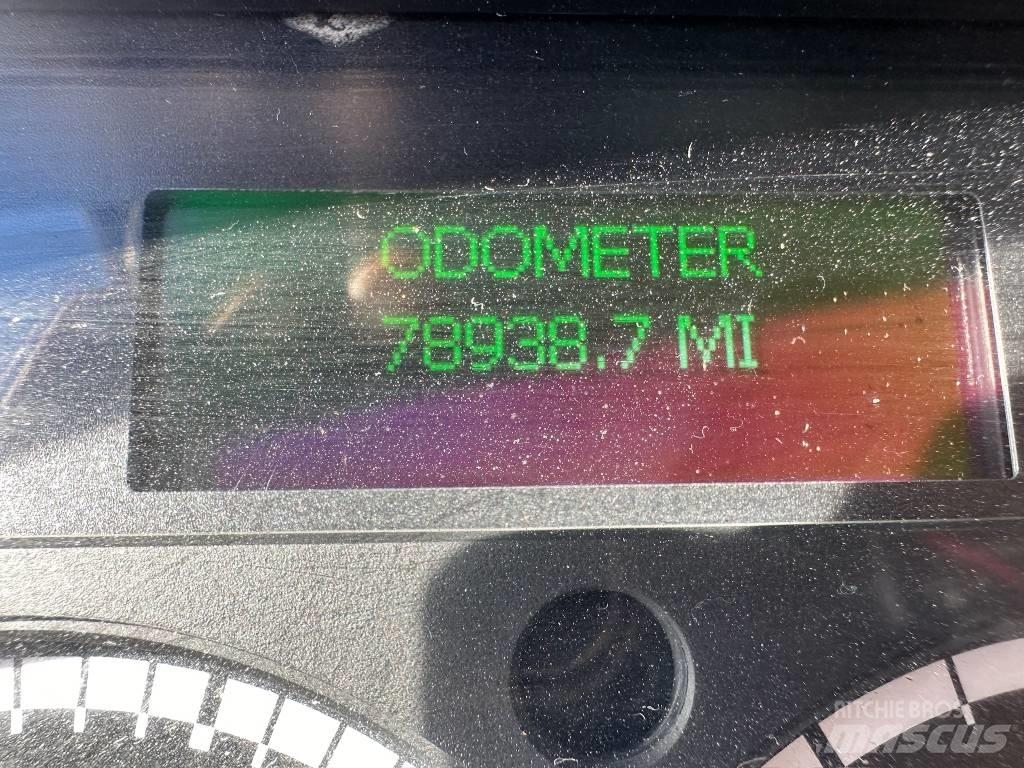 ODOMETER
78938.7 MI
RITCHIE BROS
mascus